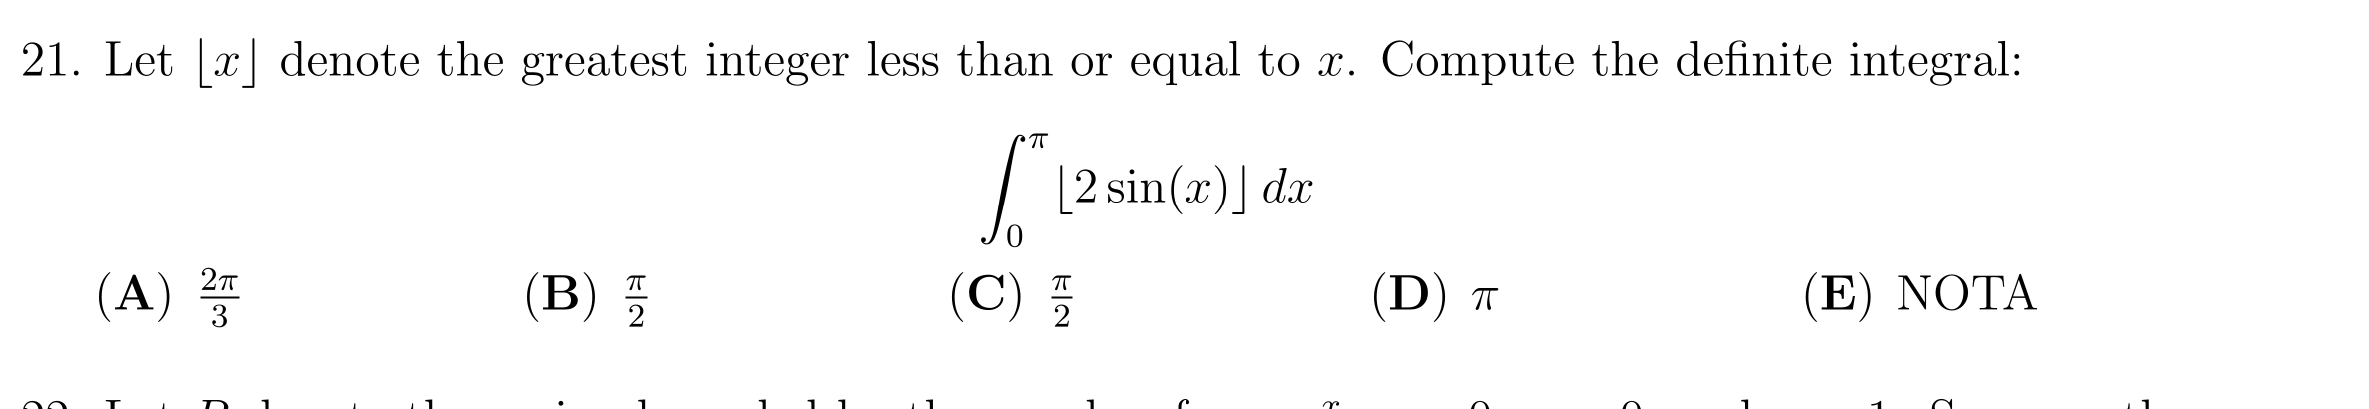 21. Let ⌊x⌋ denote the greatest integer less than or equal to x. Compute the definite integral:
∫₀^π ⌊2 sin(x)⌋ dx
(A) 2π/3 (B) π/2 (C) π/2 (D) π (E) NOTA